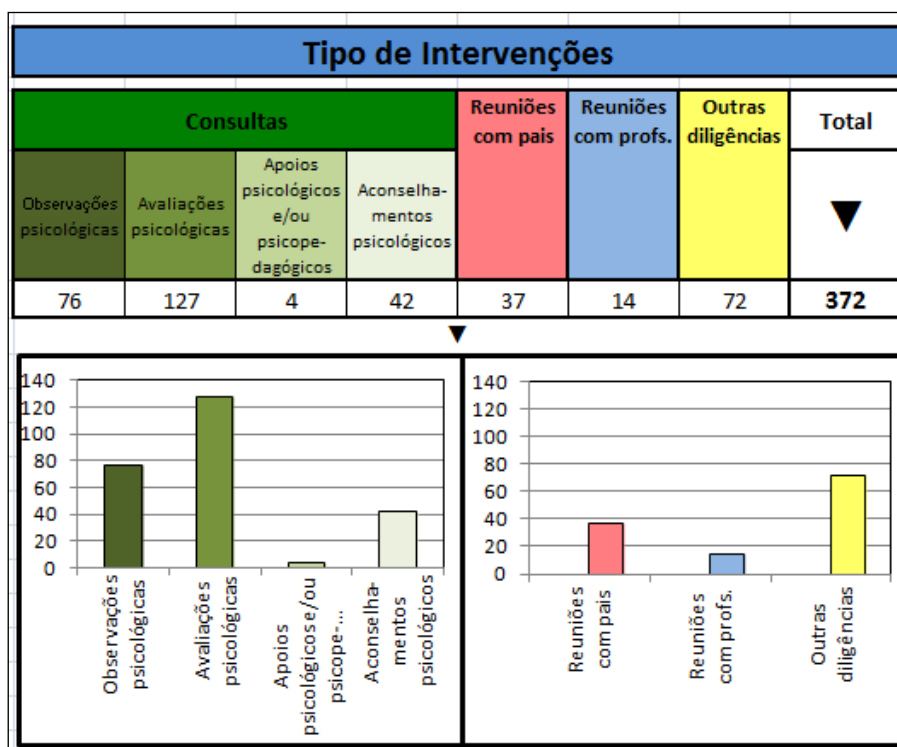 Tipo de Intervenções
Consultas
Reuniões
com pais
Reuniões
com profs.
Outras
diligências
Total
Observações
psicológicas
Avaliações
psicológicas
Apoios
psicológicos
e/ou
psicope-
dagógicos
Aconselha-
mentos
psicológicos
▼
76 127 4 42 37 14 72 372
▼
140
120
100
80
60
40
20
0
Observações
psicológicas
Avaliações
psicológicas
Apoios
psicológicos e/ou
psicope-...
Aconselha-
mentos
psicológicos
140
120
100
80
60
40
20
0
Reuniões
com pais
Reuniões
com profs.
Outras
diligências